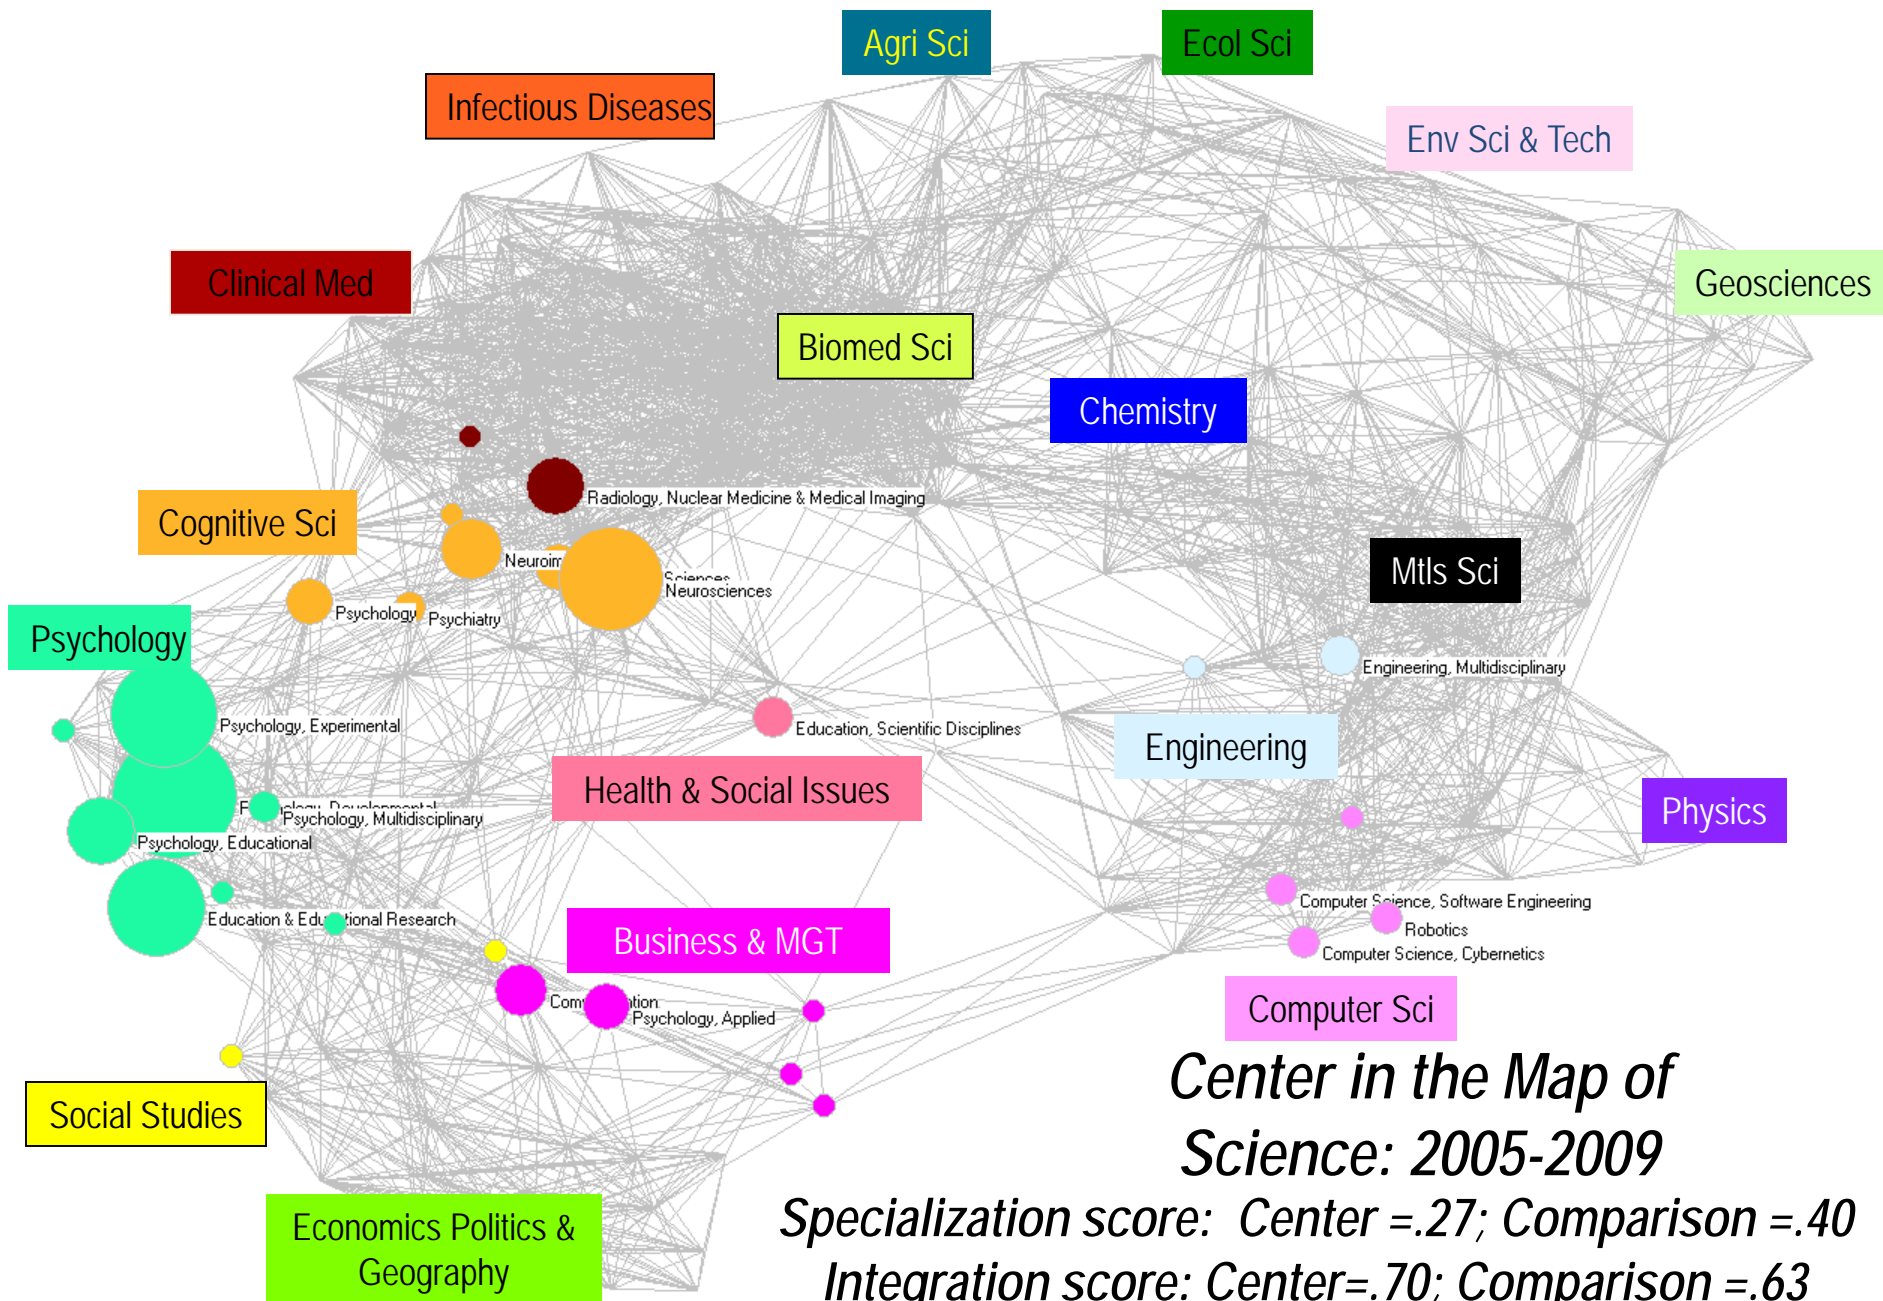 Agri Sci
Ecol Sci
Infectious Diseases
Env Sci & Tech
Clinical Med
Geosciences
Biomed Sci
Chemistry
Radiology, Nuclear Medicine & Medical Imaging
Cognitive Sci
Mtls Sci
Sciences
Neurosciences
Psychology
Psychiatry
Psychology
Engineering, Multidisciplinary
Psychology, Experimental
Education, Scientific Disciplines
Engineering
Health & Social Issues
Developmental
Psychology, Multidisciplinary
Physics
Psychology, Educational
Computer Science, Software Engineering
Education & Educational Research
Robotics
Business & MGT
Computer Science, Cybernetics
Psychology, Applied
Computer Sci
Center in the Map of
Science: 2005-2009
Social Studies
Specialization score: Center =.27; Comparison =.40
Economics Politics &
Geography
Integration score: Center=.70; Comparison =.63